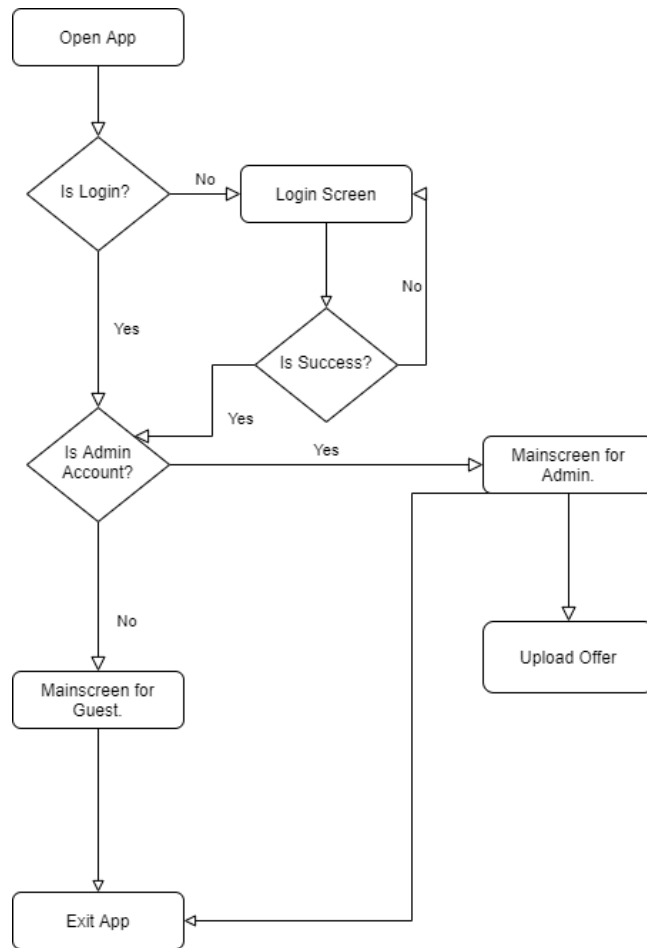 Open App
Is Login?
No
Login Screen
No
Yes
Is Success?
Yes
Is Admin
Account?
Yes
Mainscreen for
Admin.
No
Upload Offer
Mainscreen for
Guest.
Exit App